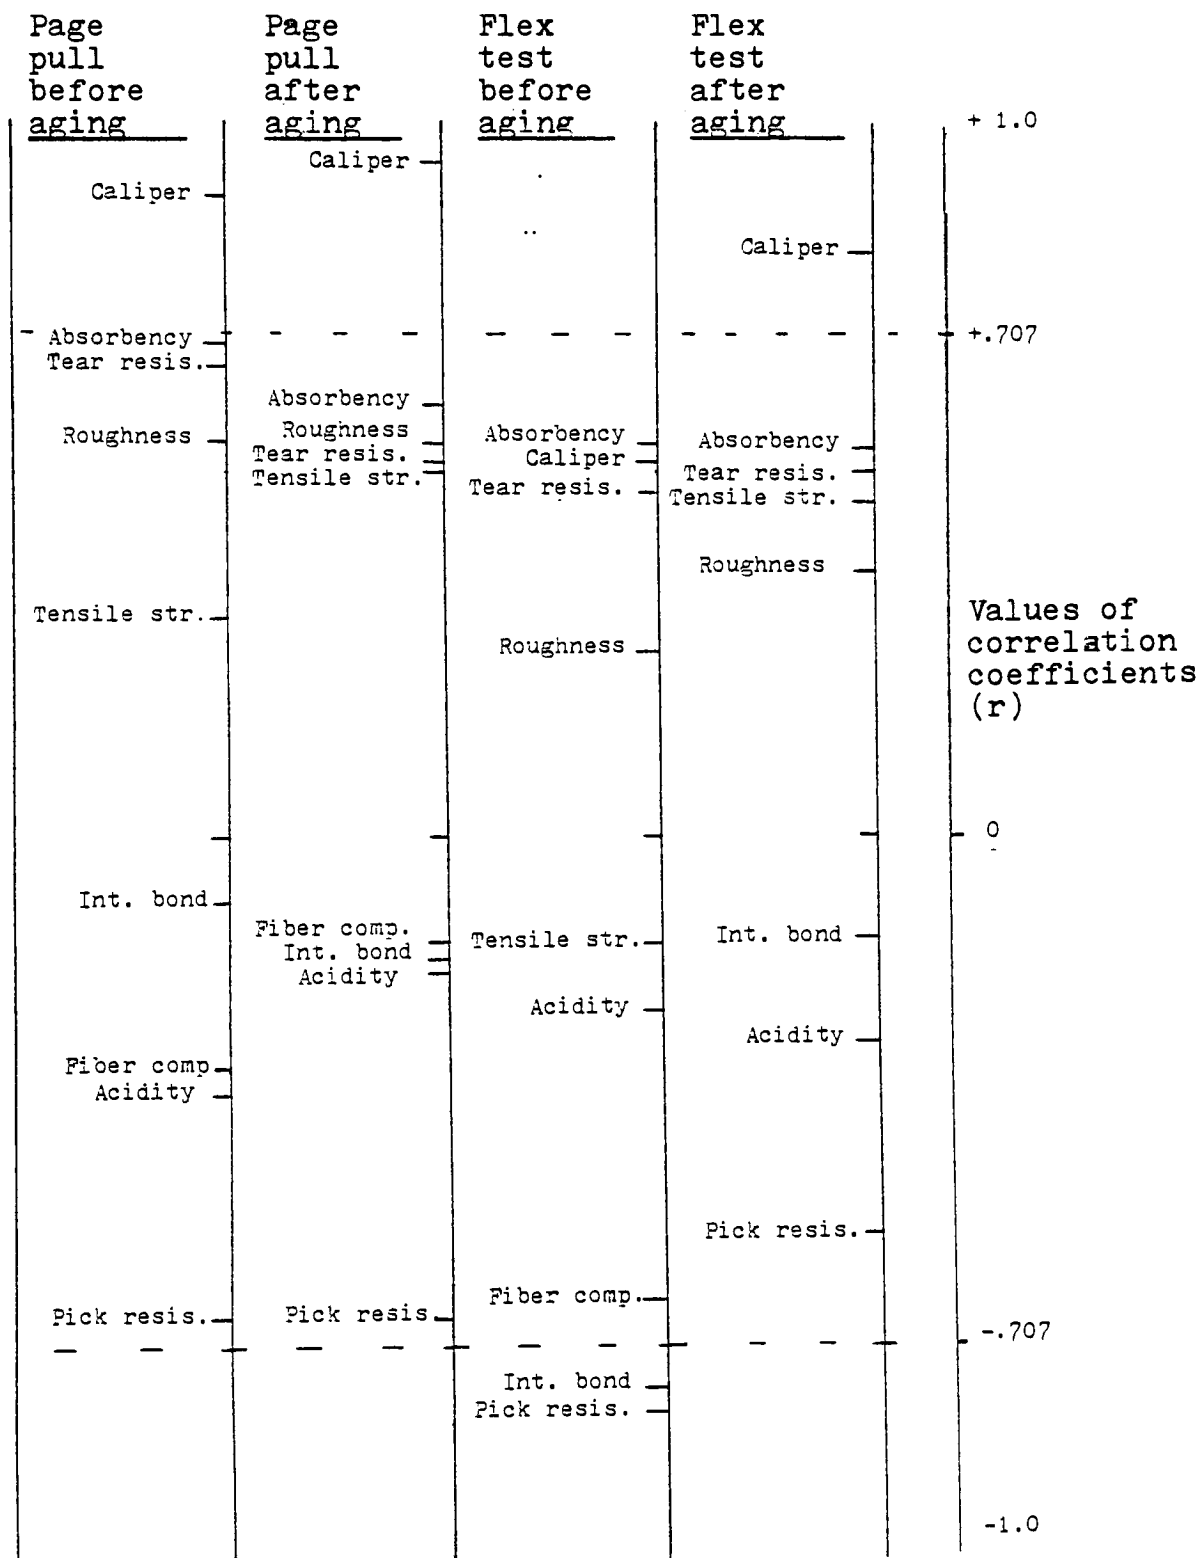 Page pull before aging
Page pull after aging
Flex test before aging
Flex test after aging
Caliper
Absorbency
Tear resis.
Roughness
Tensile str.
Int. bond
Fiber comp
Acidity
Pick resis.
Caliper
Absorbency
Roughness
Tear resis.
Tensile str.
Fiber comp.
Int. bond
Acidity
Pick resis
Absorbency
Caliper
Tear resis.
Roughness
Tensile str.
Acidity
Fiber comp.
Int. bond
Pick resis.
Caliper
Absorbency
Tear resis.
Tensile str.
Roughness
Int. bond
Acidity
Pick resis.
+ 1.0
+.707
Values of
correlation
coefficients
(r)
0
-.707
-1.0